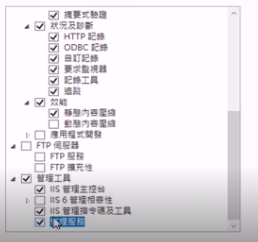 摘要式驗證
狀況及診斷
HTTP 記錄
ODBC 記錄
自訂記錄
要求監視器
記錄工具
追蹤
效能
靜態內容壓縮
動態內容壓縮
應用程式開發
FTP 伺服器
FTP 服務
FTP 擴充性
管理工具
IIS 管理主控台
IIS 6 管理相容性
IIS 管理指令碼及工具
管理服務